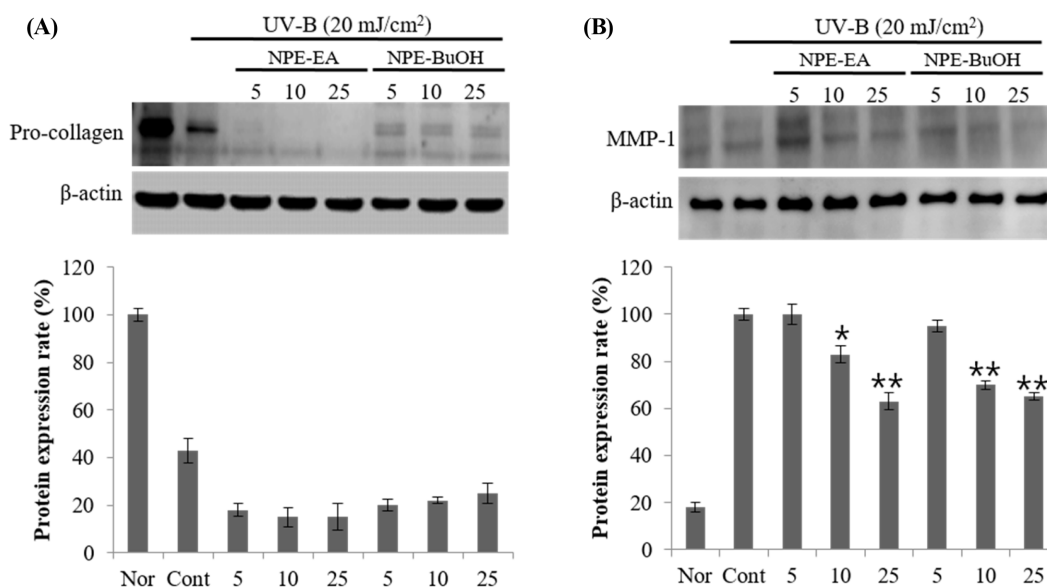 (A)
UV-B (20 mJ/cm²)
NPE-EA NPE-BuOH
5 10 25 5 10 25
Pro-collagen
β-actin
Protein expression rate (%)
120
100
80
60
40
20
0
Nor Cont 5 10 25 5 10 25
(B)
UV-B (20 mJ/cm²)
NPE-EA NPE-BuOH
5 10 25 5 10 25
MMP-1
β-actin
Protein expression rate (%)
120
100
80
60
40
20
0
* ** ** **
Nor Cont 5 10 25 5 10 25